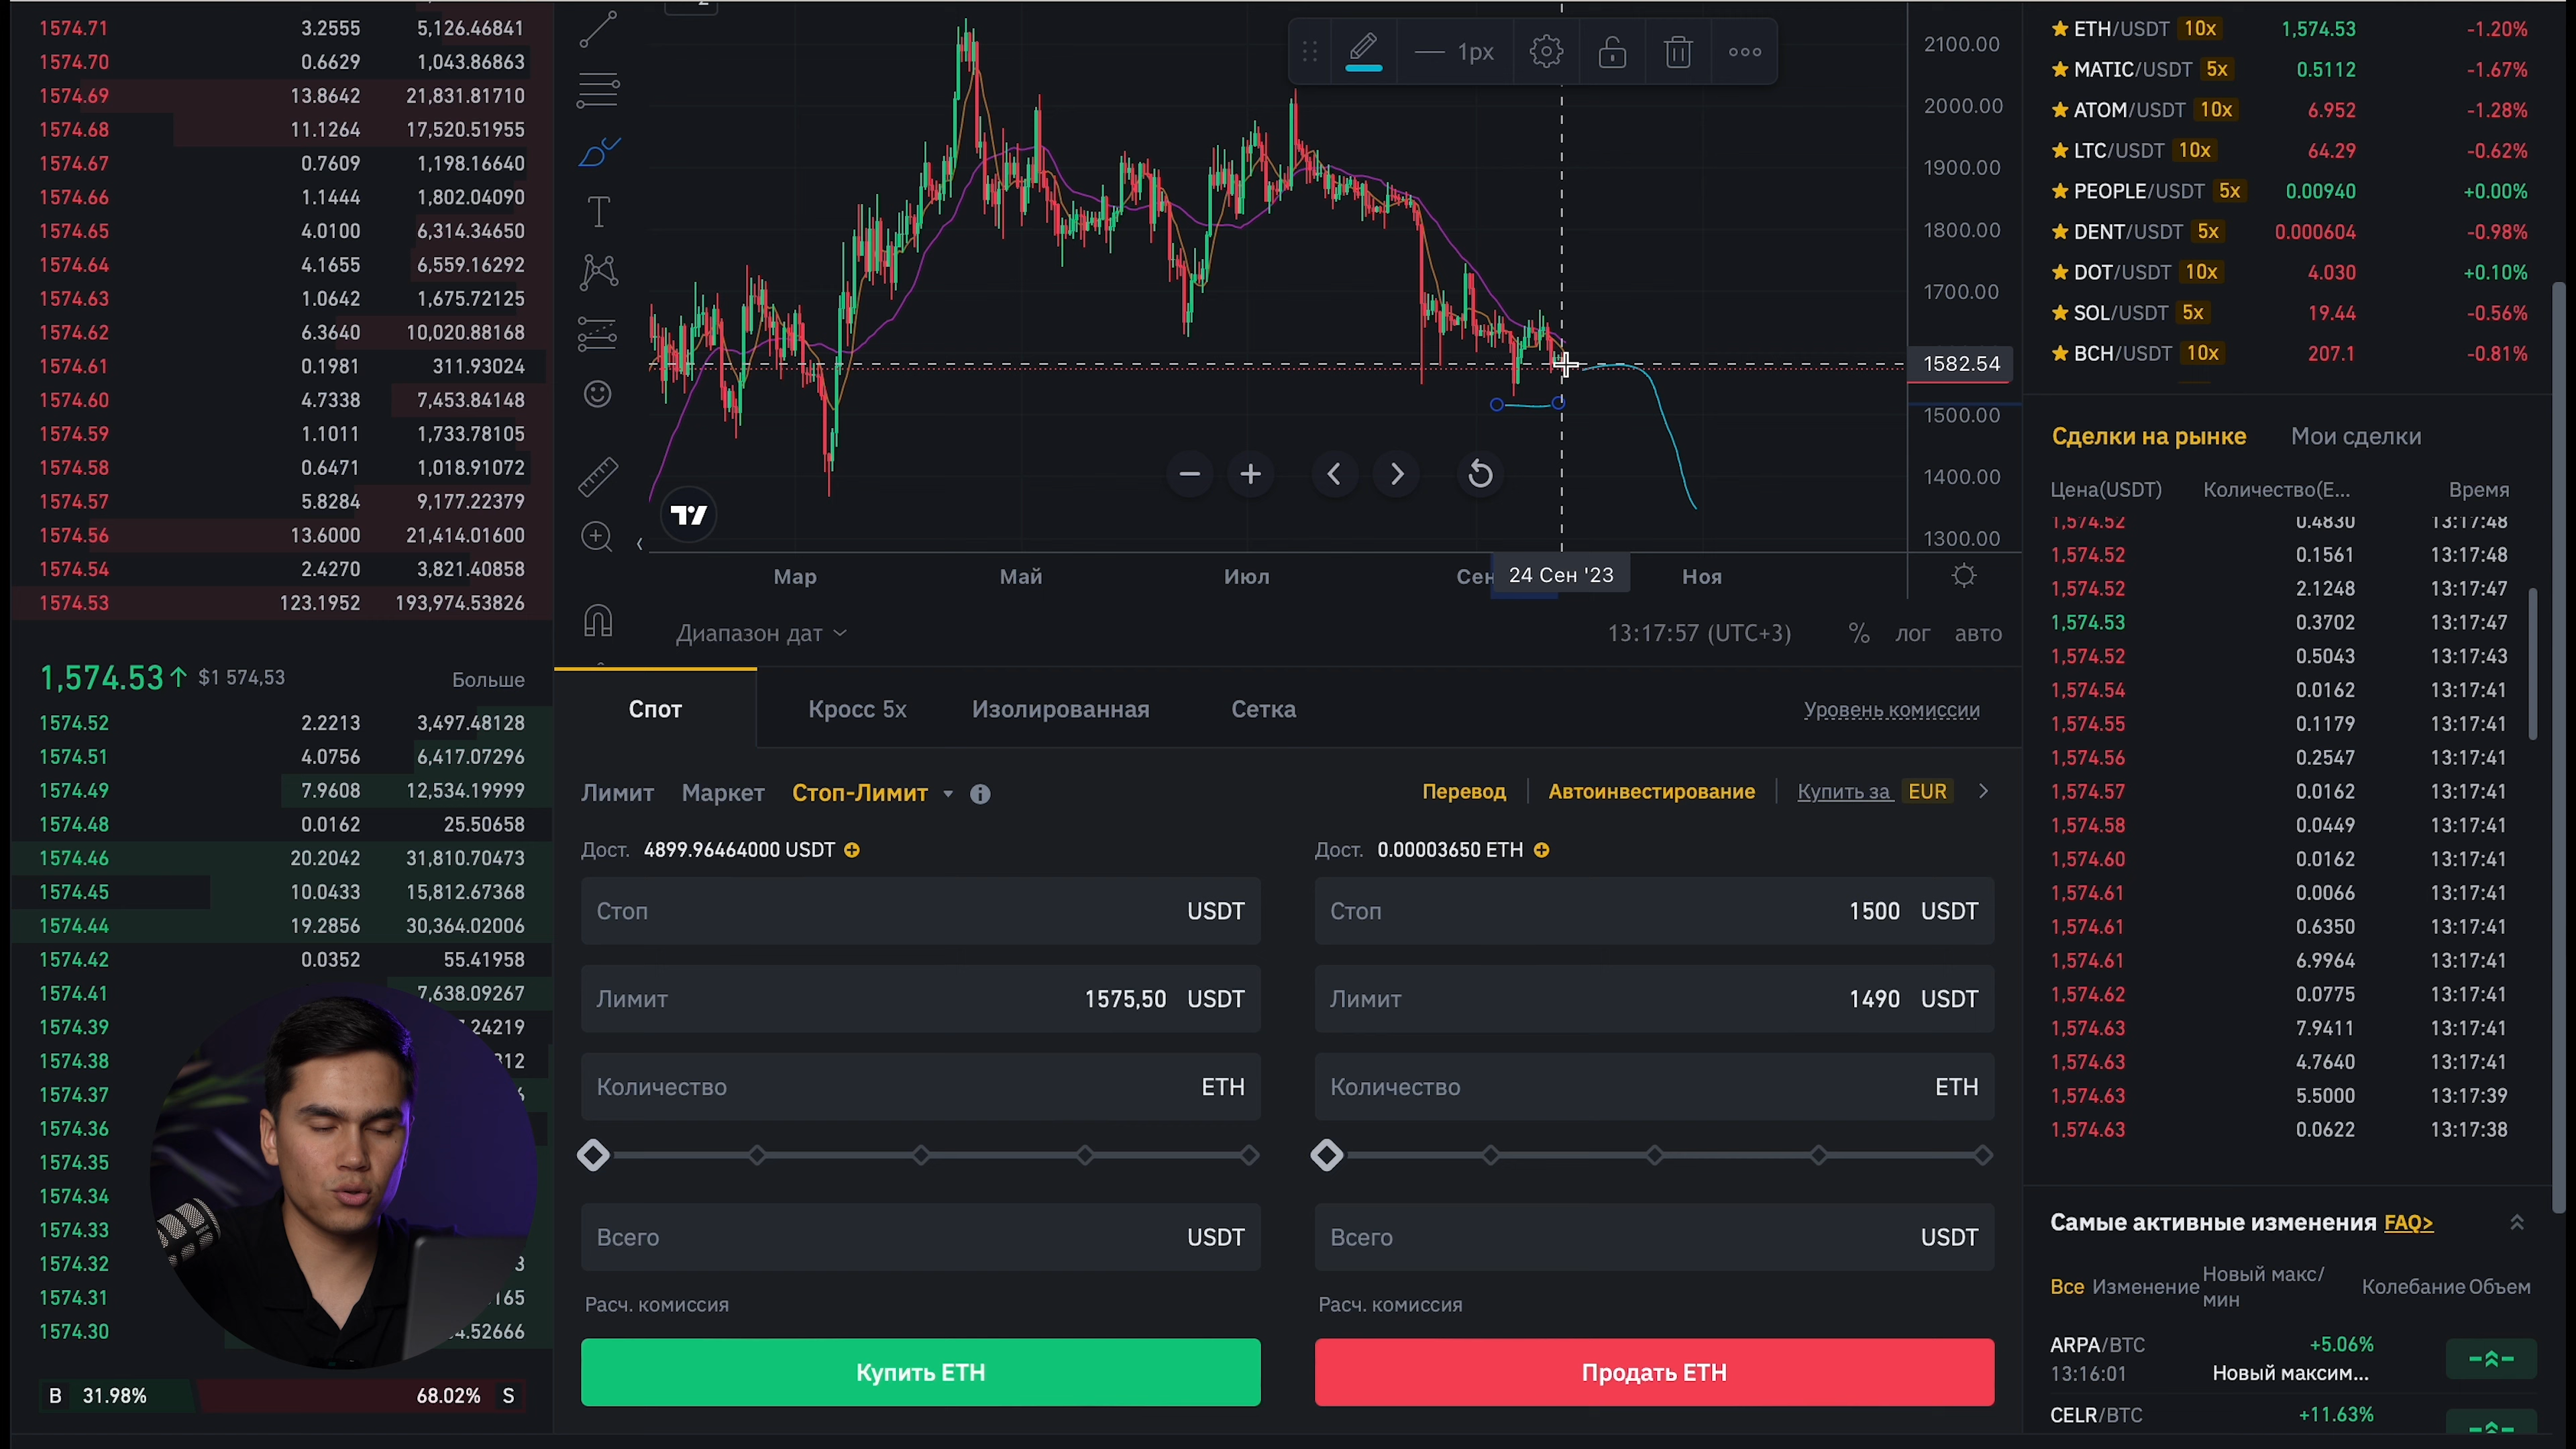 1574.71 3.2555 5,126.46841
1574.70 0.6629 1,043.86863
1574.69 13.8642 21,831.81710
1574.68 11.1264 17,520.51955
1574.67 0.7609 1,198.16640
1574.66 1.1444 1,802.04090
1574.65 4.0100 6,314.34650
1574.64 4.1655 6,559.16292
1574.63 1.0642 1,675.72125
1574.62 6.3640 10,020.88168
1574.61 0.1981 311.93024
1574.60 4.7338 7,453.84148
1574.59 1.1011 1,733.78105
1574.58 0.6471 1,018.91072
1574.57 5.8284 9,177.22379
1574.56 13.6000 21,414.01600
1574.54 2.4270 3,821.40858
1574.53 123.1952 193,974.53826
1,574.53↑ $1 574,53 Больше
1574.52 2.2213 3,497.48128
1574.51 4.0756 6,417.07296
1574.49 7.9608 12,534.19999
1574.48 0.0162 25.50658
1574.46 20.2042 31,810.70473
1574.45 10.0433 15,812.67368
1574.44 19.2856 30,364.02006
1574.42 0.0352 55.41958
1574.41 7,638.09267
1574.39 24219
1574.38 312
1574.37
1574.36
1574.35
1574.34
1574.33
1574.32 3
1574.31 165
1574.30 4.52666
B 31.98% 68.02% S
1px
2100.00
2000.00
1900.00
1800.00
1700.00
1582.54
1500.00
1400.00
1300.00
Мар Май Июл Сен 24 Сен '23 Ноя
Диапазон дат 13:17:57 (UTC+3) % лог авто
Спот Кросс 5x Изолированная Сетка Уровень комиссии
Лимит Маркет Стоп-Лимит Перевод Автоинвестирование Купить за EUR
Дост. 4899.96464000 USDT
Стоп USDT
Лимит 1575,50 USDT
Количество ETH
Всего USDT
Расч. комиссия
Купить ETH
Дост. 0.00003650 ETH
Стоп 1500 USDT
Лимит 1490 USDT
Количество ETH
Всего USDT
Расч. комиссия
Продать ETH
ETH/USDT 10x 1,574.53 -1.20%
MATIC/USDT 5x 0.5112 -1.67%
ATOM/USDT 10x 6.952 -1.28%
LTC/USDT 10x 64.29 -0.62%
PEOPLE/USDT 5x 0.00940 +0.00%
DENT/USDT 5x 0.000604 -0.98%
DOT/USDT 10x 4.030 +0.10%
SOL/USDT 5x 19.44 -0.56%
BCH/USDT 10x 207.1 -0.81%
Сделки на рынке Мои сделки
Цена(USDT) Количество(E... Время
1,574.52 0.4830 13:17:48
1,574.52 0.1561 13:17:48
1,574.52 2.1248 13:17:47
1,574.53 0.3702 13:17:47
1,574.52 0.5043 13:17:43
1,574.54 0.0162 13:17:41
1,574.55 0.1179 13:17:41
1,574.56 0.2547 13:17:41
1,574.57 0.0162 13:17:41
1,574.58 0.0449 13:17:41
1,574.60 0.0162 13:17:41
1,574.61 0.0066 13:17:41
1,574.61 0.6350 13:17:41
1,574.61 6.9964 13:17:41
1,574.62 0.0775 13:17:41
1,574.63 7.9411 13:17:41
1,574.63 4.7640 13:17:41
1,574.63 5.5000 13:17:39
1,574.63 0.0622 13:17:38
Самые активные изменения FAQ>
Все Изменение Новый макс/ Колебание Объем
мин
ARPA/BTC +5.06%
13:16:01 Новый максим...
CELR/BTC +11.63%